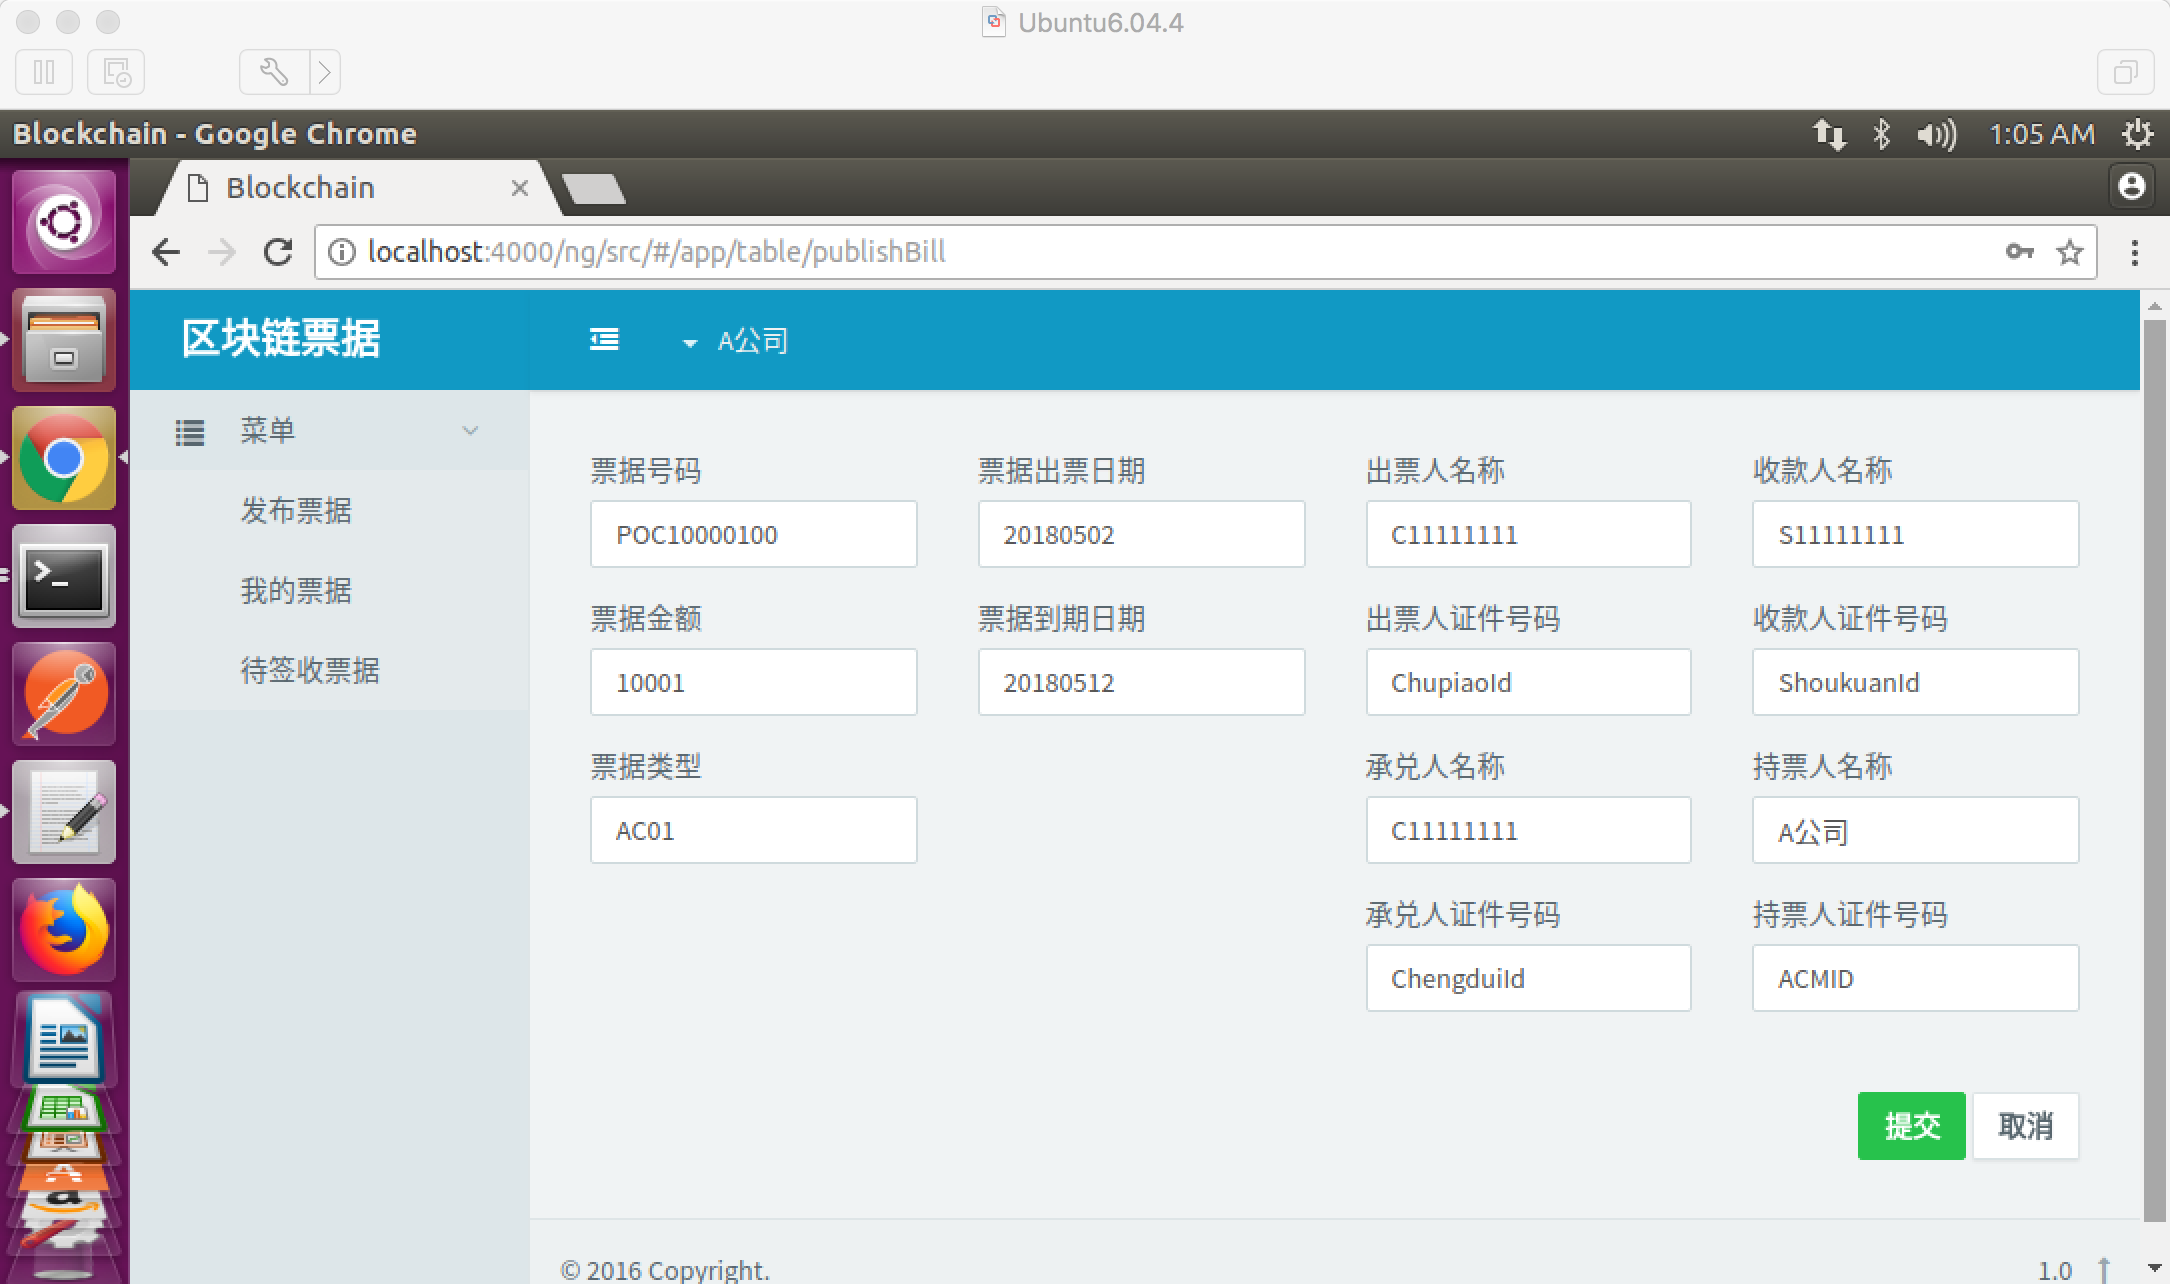 Ubuntu6.04.4
Blockchain - Google Chrome
1:05 AM
Blockchain
localhost:4000/ng/src/#/app/table/publishBill
区块链票据
A公司
菜单
发布票据
我的票据
待签收票据
票据号码 票据出票日期 出票人名称 收款人名称
POC10000100 20180502 C11111111 S11111111
票据金额 票据到期日期 出票人证件号码 收款人证件号码
10001 20180512 ChupiaoId ShoukuanId
票据类型 承兑人名称 持票人名称
AC01 C11111111 A公司
承兑人证件号码 持票人证件号码
ChengduiId ACMID
提交 取消
© 2016 Copyright. 1.0